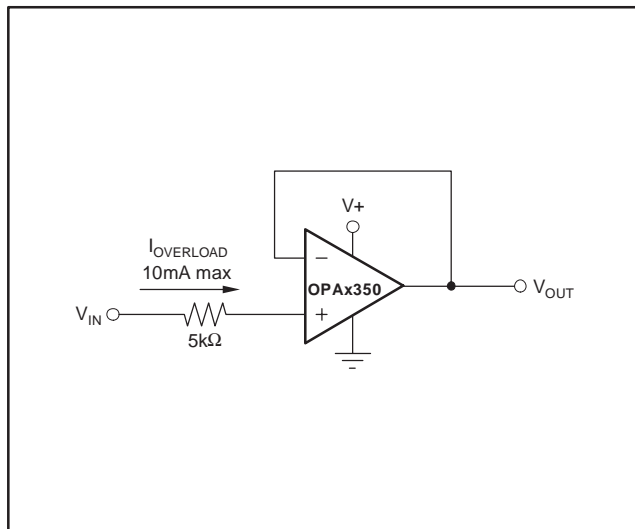 V+
I_OVERLOAD
10mA max
−
OPAx350
V_OUT
V_IN
+
5kΩ